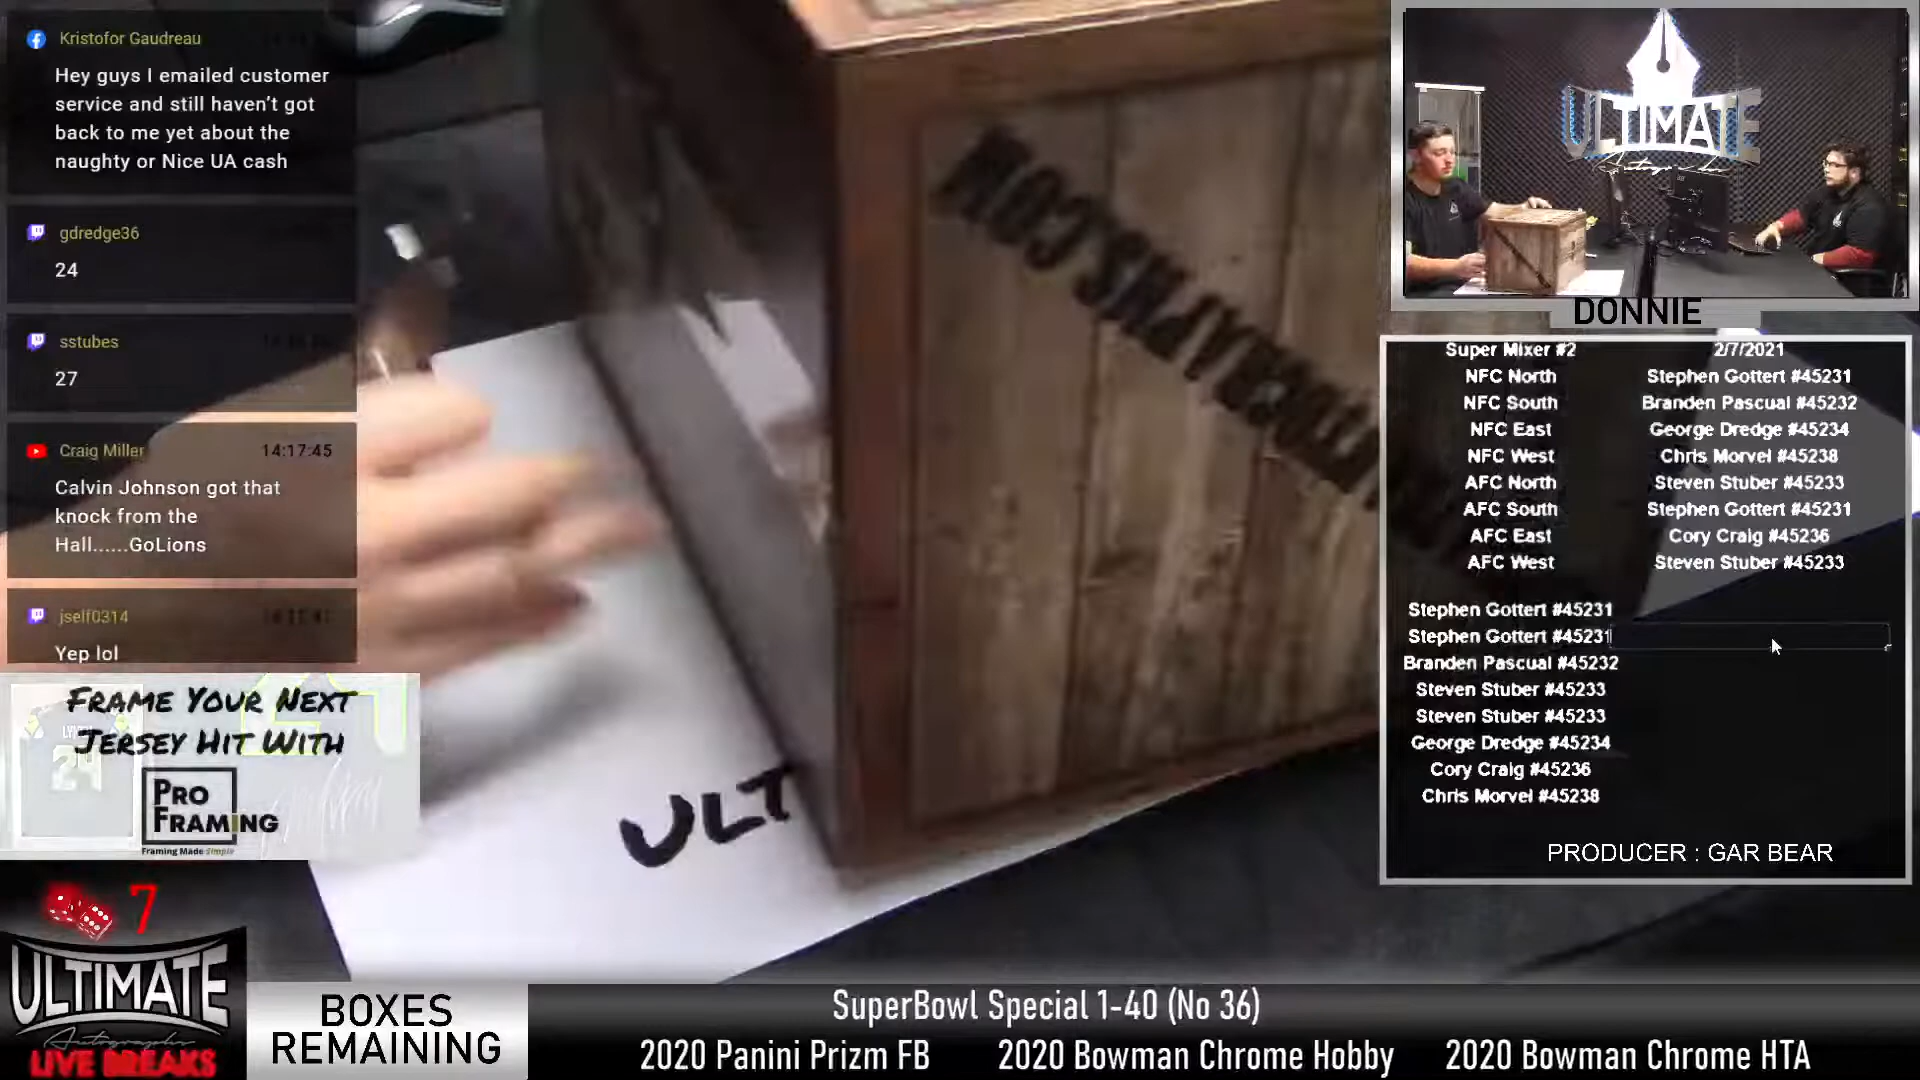 Kristofor Gaudreau
Hey guys I emailed customer
service and still haven't got
back to me yet about the
naughty or Nice UA cash
gdredge36
24
sstubes
27
Craig Miller
14:17:45
Calvin Johnson got that
knock from the
Hall......GoLions
jself0314
Yep lol
FRAME YOUR NEXT
JERSEY HIT WITH
24
PRO
FRAMING
Framing Made Simple
7
ULTIMATE
Autographs
LIVE BREAKS
BOXES
REMAINING
ULT
ULTIMATE
Autographs
DONNIE
Super Mixer #2 2/7/2021
NFC North Stephen Gottert #45231
NFC South Branden Pascual #45232
NFC East George Dredge #45234
NFC West Chris Morvel #45238
AFC North Steven Stuber #45233
AFC South Stephen Gottert #45231
AFC East Cory Craig #45236
AFC West Steven Stuber #45233
Stephen Gottert #45231
Stephen Gottert #45231
Branden Pascual #45232
Steven Stuber #45233
Steven Stuber #45233
George Dredge #45234
Cory Craig #45236
Chris Morvel #45238
PRODUCER : GAR BEAR
SuperBowl Special 1-40 (No 36)
2020 Panini Prizm FB 2020 Bowman Chrome Hobby 2020 Bowman Chrome HTA